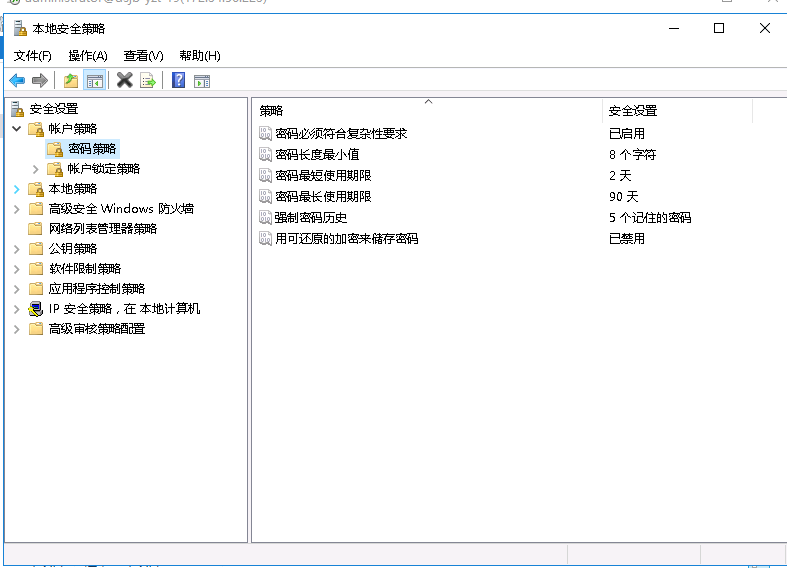 本地安全策略
文件(F) 操作(A) 查看(V) 帮助(H)
安全设置
帐户策略
密码策略
帐户锁定策略
本地策略
高级安全 Windows 防火墙
网络列表管理器策略
公钥策略
软件限制策略
应用程序控制策略
IP 安全策略，在 本地计算机
高级审核策略配置
策略 安全设置
密码必须符合复杂性要求 已启用
密码长度最小值 8 个字符
密码最短使用期限 2 天
密码最长使用期限 90 天
强制密码历史 5 个记住的密码
用可还原的加密来储存密码 已禁用